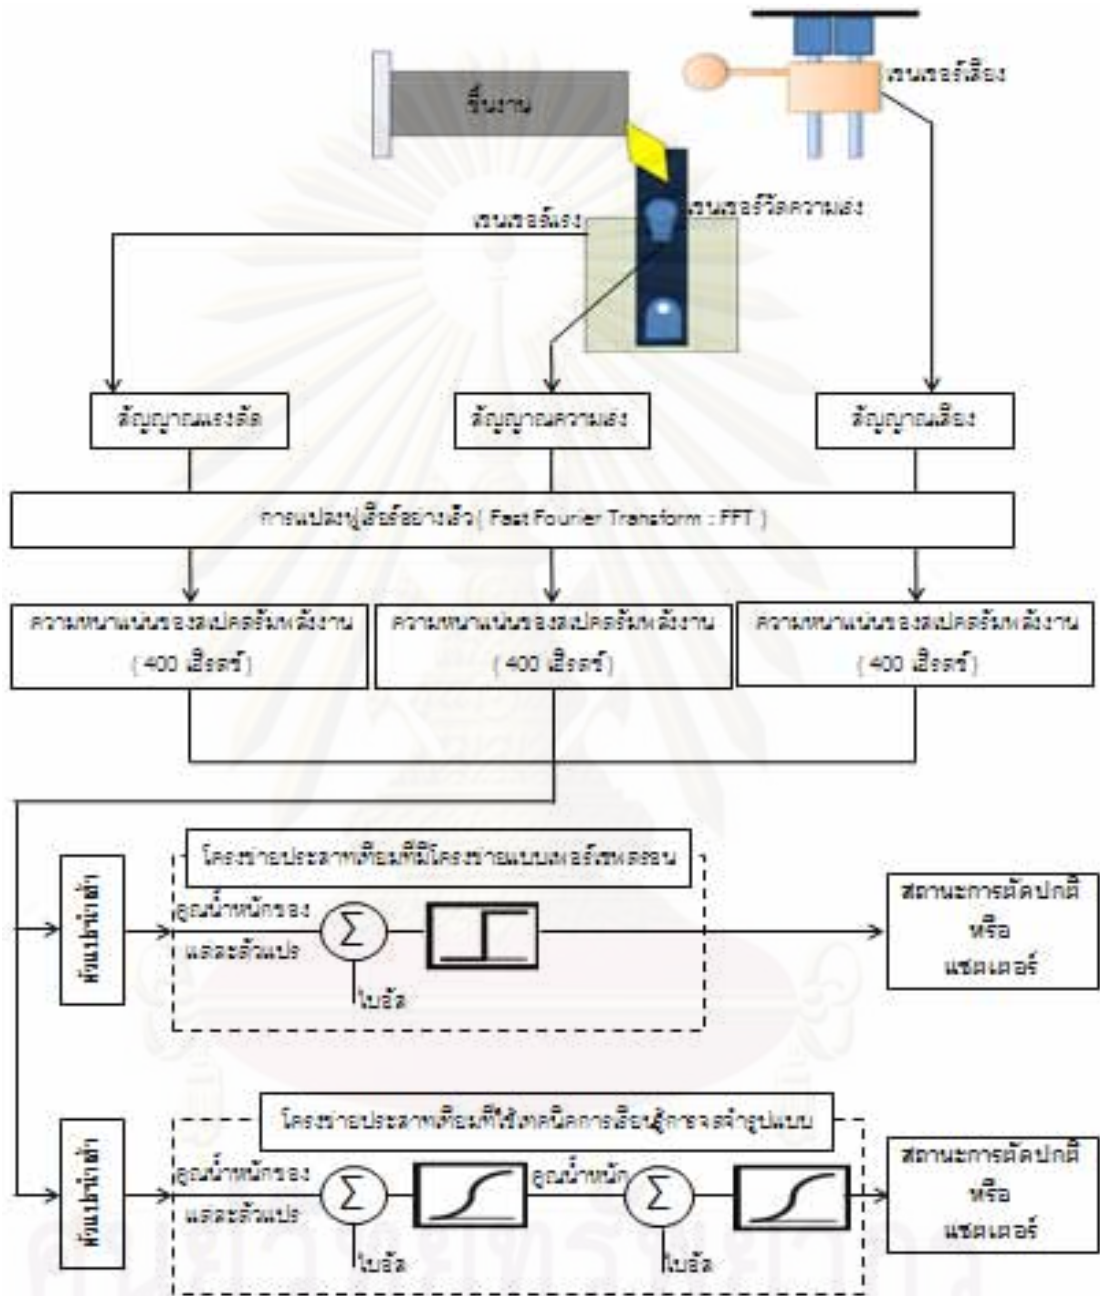 ชิ้นงาน
เซนเซอร์เสียง
เซนเซอร์แรง
เซนเซอร์วัดความเร่ง
สัญญาณแรงตัด
สัญญาณความเร่ง
สัญญาณเสียง
การแปลงฟูเรียร์อย่างเร็ว ( Fast Fourier Transform : FFT )
ความหนาแน่นของสเปคตรัมพลังงาน
( 400 เฮิรตซ์ )
ความหนาแน่นของสเปคตรัมพลังงาน
( 400 เฮิรตซ์ )
ความหนาแน่นของสเปคตรัมพลังงาน
( 400 เฮิรตซ์ )
โครงข่ายประสาทเทียมที่มีโครงข่ายแบบเพอร์เซพตรอน
ตัวแปรนำเข้า
คูณน้ำหนักของ
แต่ละตัวแปร
Σ
ไบอัส
สถานะการตัดปกติ
หรือ
แชตเตอร์
โครงข่ายประสาทเทียมที่ใช้เทคนิคการเรียนรู้การจดจำรูปแบบ
ตัวแปรนำเข้า
คูณน้ำหนักของ
แต่ละตัวแปร
Σ
ไบอัส
คูณน้ำหนัก
Σ
ไบอัส
สถานะการตัดปกติ
หรือ
แชตเตอร์
ศูนย์วิทยทรัพยากร